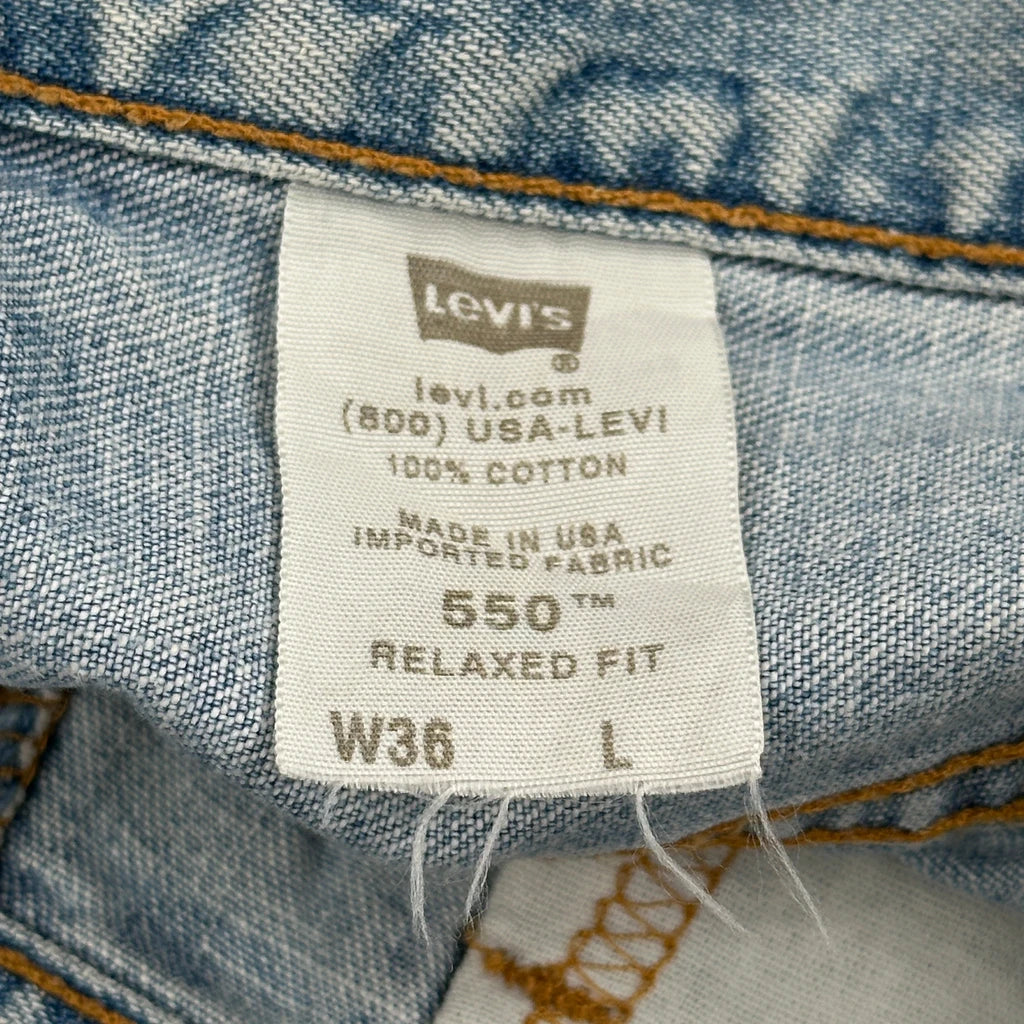 Levi's
®
levi.com
(800) USA-LEVI
100% COTTON
MADE IN USA
IMPORTED FABRIC
550™
RELAXED FIT
W36 L